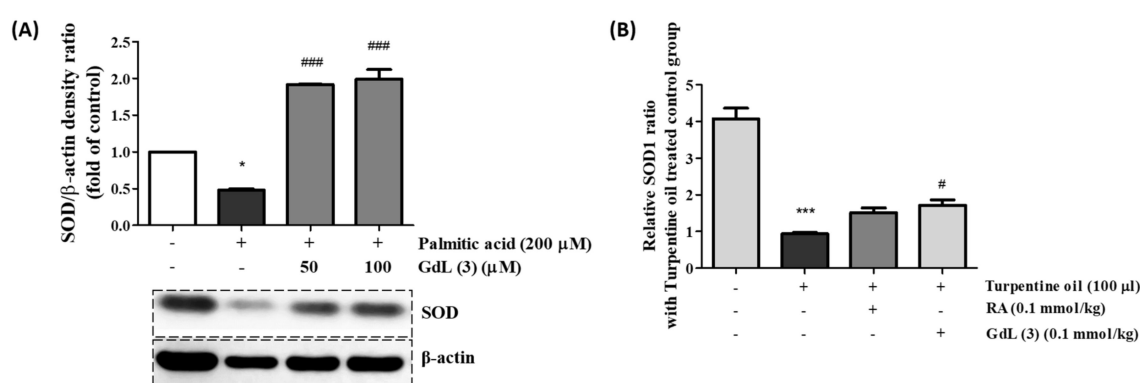 (A)
SOD/β-actin density ratio
(fold of control)
2.5
2.0
1.5
1.0
0.5
0.0
*
###
###
- + + + Palmitic acid (200 μM)
- - 50 100 GdL (3) (μM)
SOD
β-actin
(B)
Relative SOD1 ratio
with Turpentine oil treated control group
5
4
3
2
1
0
***
#
- + + + Turpentine oil (100 μl)
- - + - RA (0.1 mmol/kg)
- - - + GdL (3) (0.1 mmol/kg)